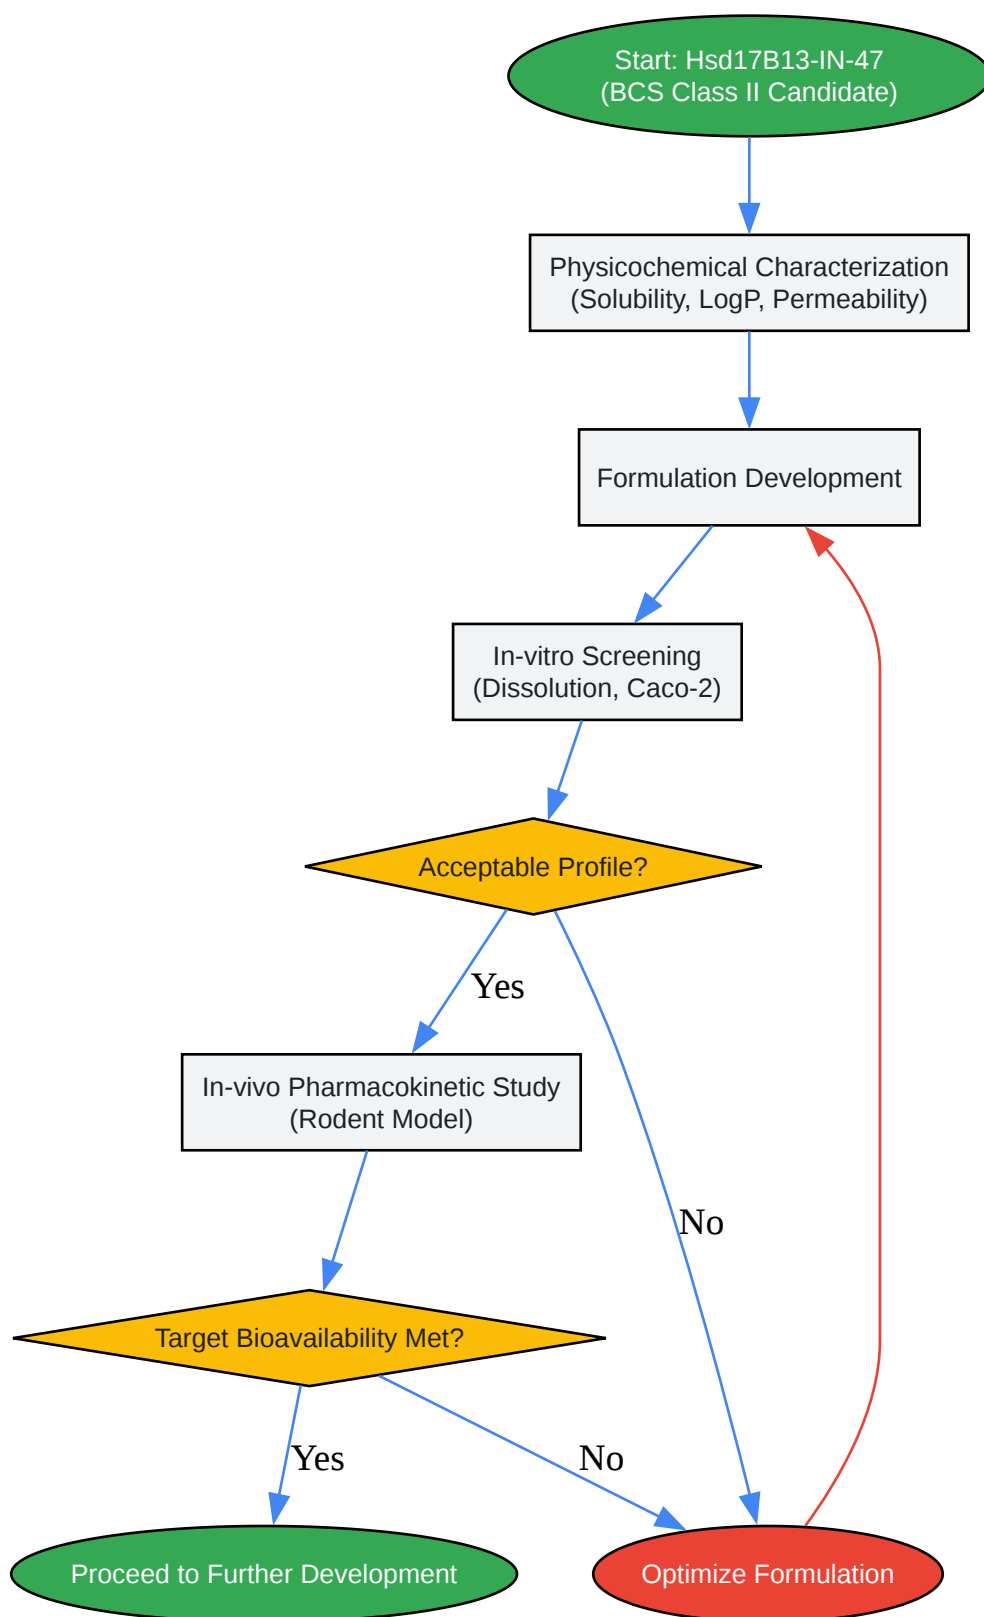 Start: Hsd17B13-IN-47
(BCS Class II Candidate)
Physicochemical Characterization
(Solubility, LogP, Permeability)
Formulation Development
In-vitro Screening
(Dissolution, Caco-2)
Acceptable Profile?
Yes
In-vivo Pharmacokinetic Study
(Rodent Model)
No
Target Bioavailability Met?
Yes
No
Proceed to Further Development
Optimize Formulation